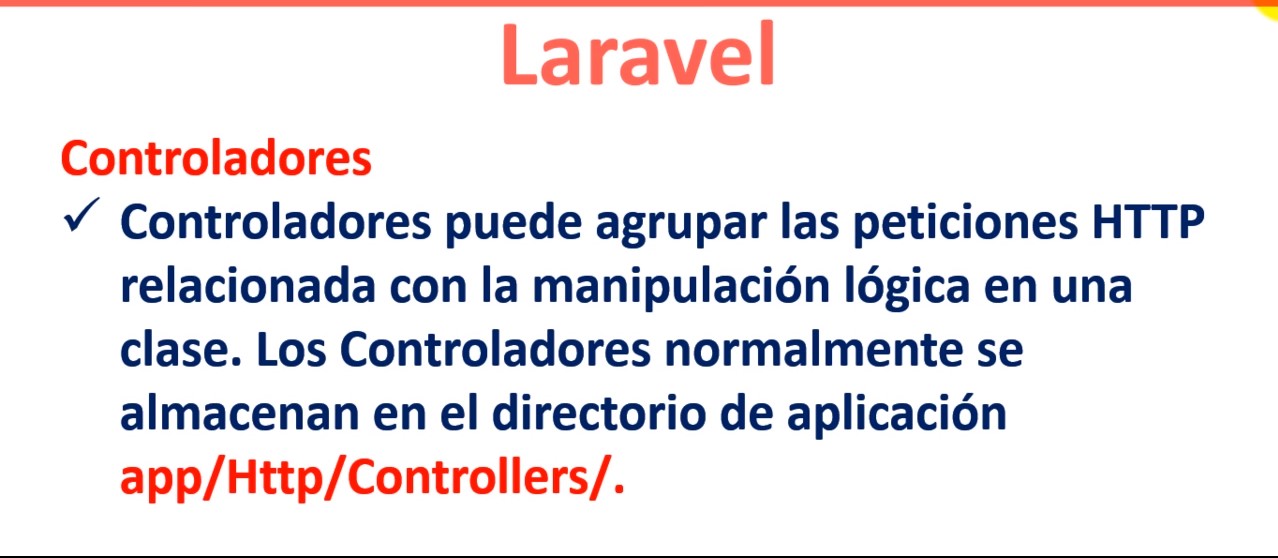 Laravel
Controladores
✓ Controladores puede agrupar las peticiones HTTP
relacionada con la manipulación lógica en una
clase. Los Controladores normalmente se
almacenan en el directorio de aplicación
app/Http/Controllers/.